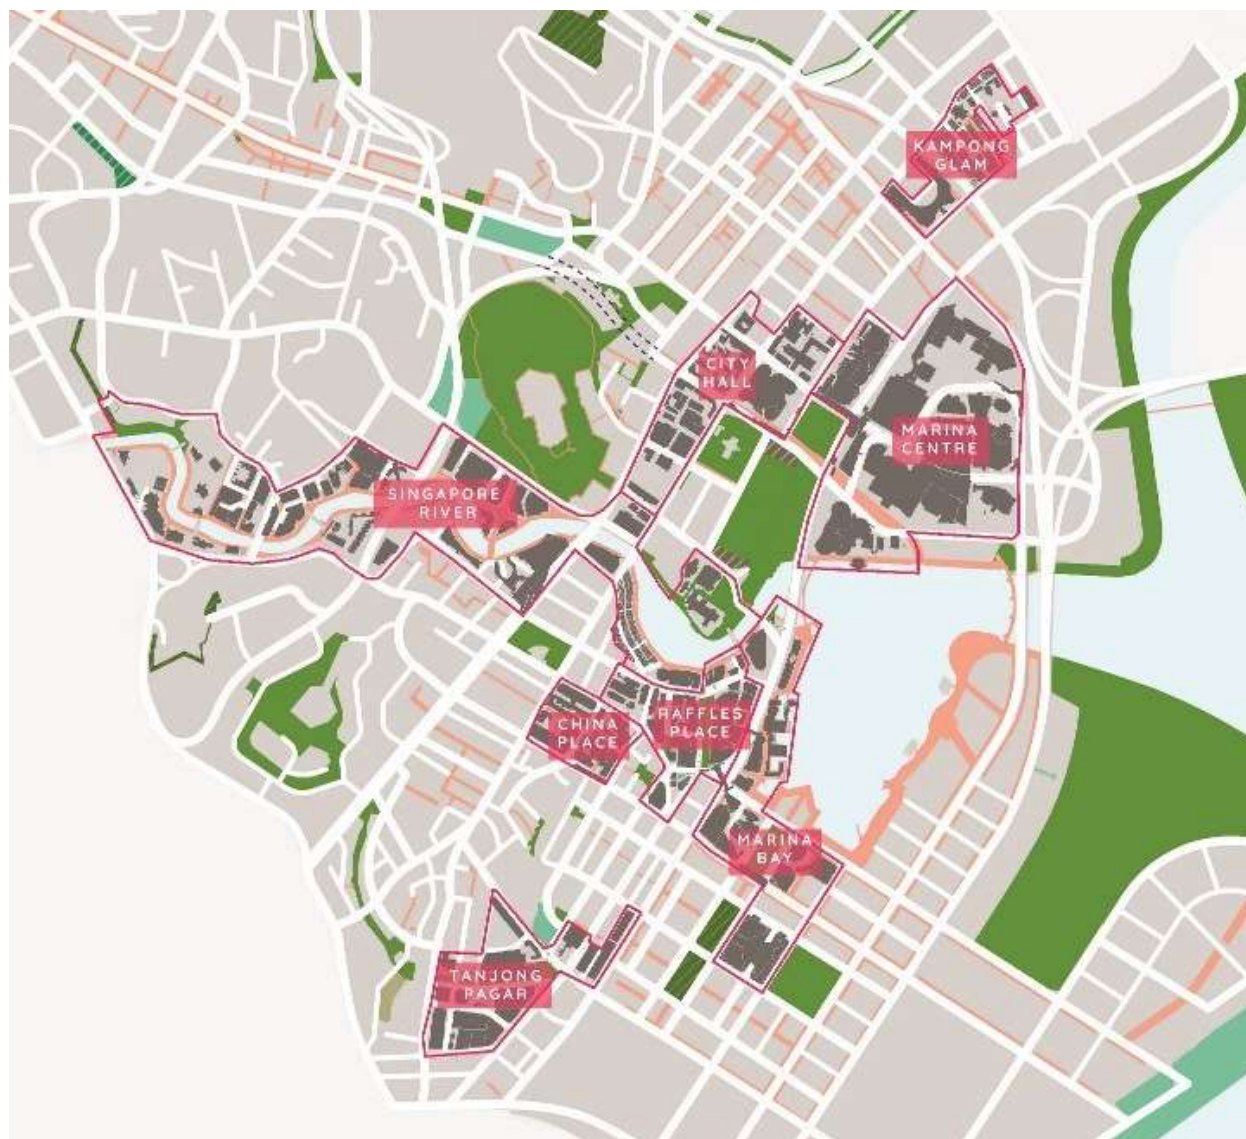 KAMPONG
GLAM
CITY
HALL
MARINA
CENTRE
SINGAPORE
RIVER
CHINA
PLACE
RAFFLES
PLACE
MARINA
BAY
TANJONG
PAGAR